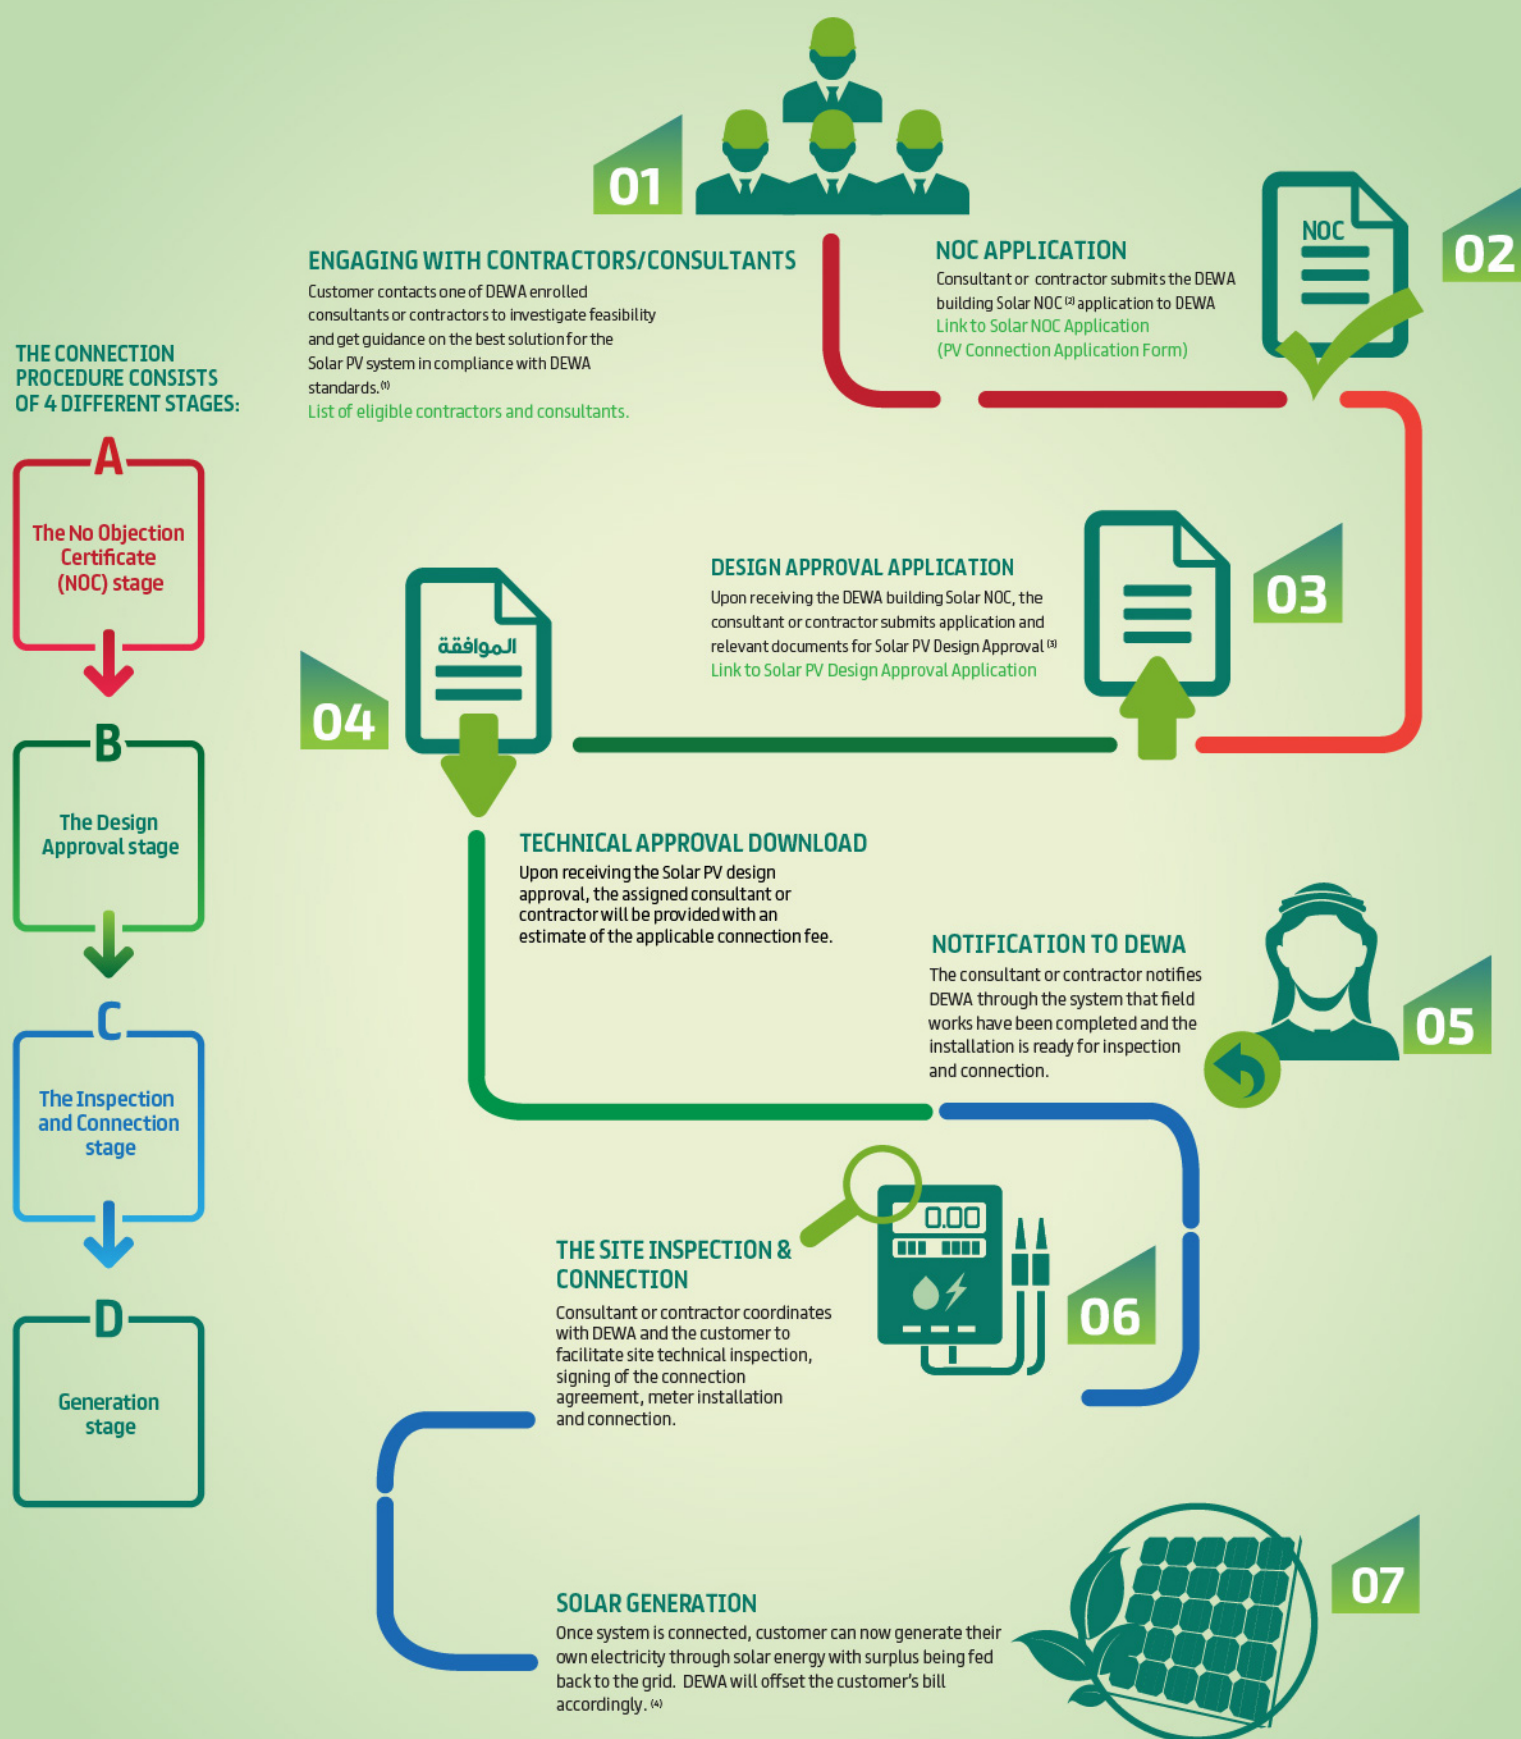 01
ENGAGING WITH CONTRACTORS/CONSULTANTS
Customer contacts one of DEWA enrolled
consultants or contractors to investigate feasibility
and get guidance on the best solution for the
Solar PV system in compliance with DEWA
standards.(1)
List of eligible contractors and consultants.
NOC
02
NOC APPLICATION
Consultant or contractor submits the DEWA
building Solar NOC (2) application to DEWA
Link to Solar NOC Application
(PV Connection Application Form)
THE CONNECTION
PROCEDURE CONSISTS
OF 4 DIFFERENT STAGES:
A
The No Objection
Certificate
(NOC) stage
B
The Design
Approval stage
C
The Inspection
and Connection
stage
D
Generation
stage
03
DESIGN APPROVAL APPLICATION
Upon receiving the DEWA building Solar NOC, the
consultant or contractor submits application and
relevant documents for Solar PV Design Approval (3)
Link to Solar PV Design Approval Application
04
الموافقة
TECHNICAL APPROVAL DOWNLOAD
Upon receiving the Solar PV design
approval, the assigned consultant or
contractor will be provided with an
estimate of the applicable connection fee.
05
NOTIFICATION TO DEWA
The consultant or contractor notifies
DEWA through the system that field
works have been completed and the
installation is ready for inspection
and connection.
0.00
06
THE SITE INSPECTION &
CONNECTION
Consultant or contractor coordinates
with DEWA and the customer to
facilitate site technical inspection,
signing of the connection
agreement, meter installation
and connection.
07
SOLAR GENERATION
Once system is connected, customer can now generate their
own electricity through solar energy with surplus being fed
back to the grid. DEWA will offset the customer's bill
accordingly. (4)